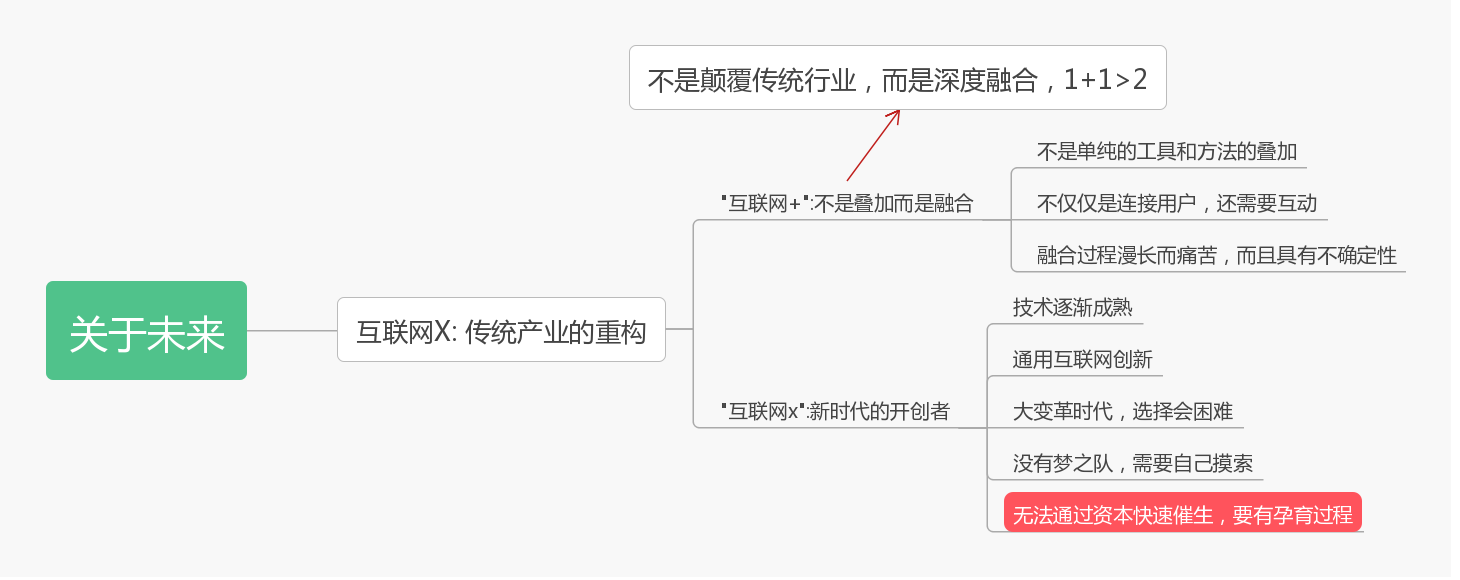 不是颠覆传统行业，而是深度融合，1+1>2
不是单纯的工具和方法的叠加
"互联网+":不是叠加而是融合
不仅仅是连接用户，还需要互动
融合过程漫长而痛苦，而且具有不确定性
关于未来
互联网X: 传统产业的重构
技术逐渐成熟
通用互联网创新
"互联网x":新时代的开创者
大变革时代，选择会困难
没有梦之队，需要自己摸索
无法通过资本快速催生，要有孕育过程